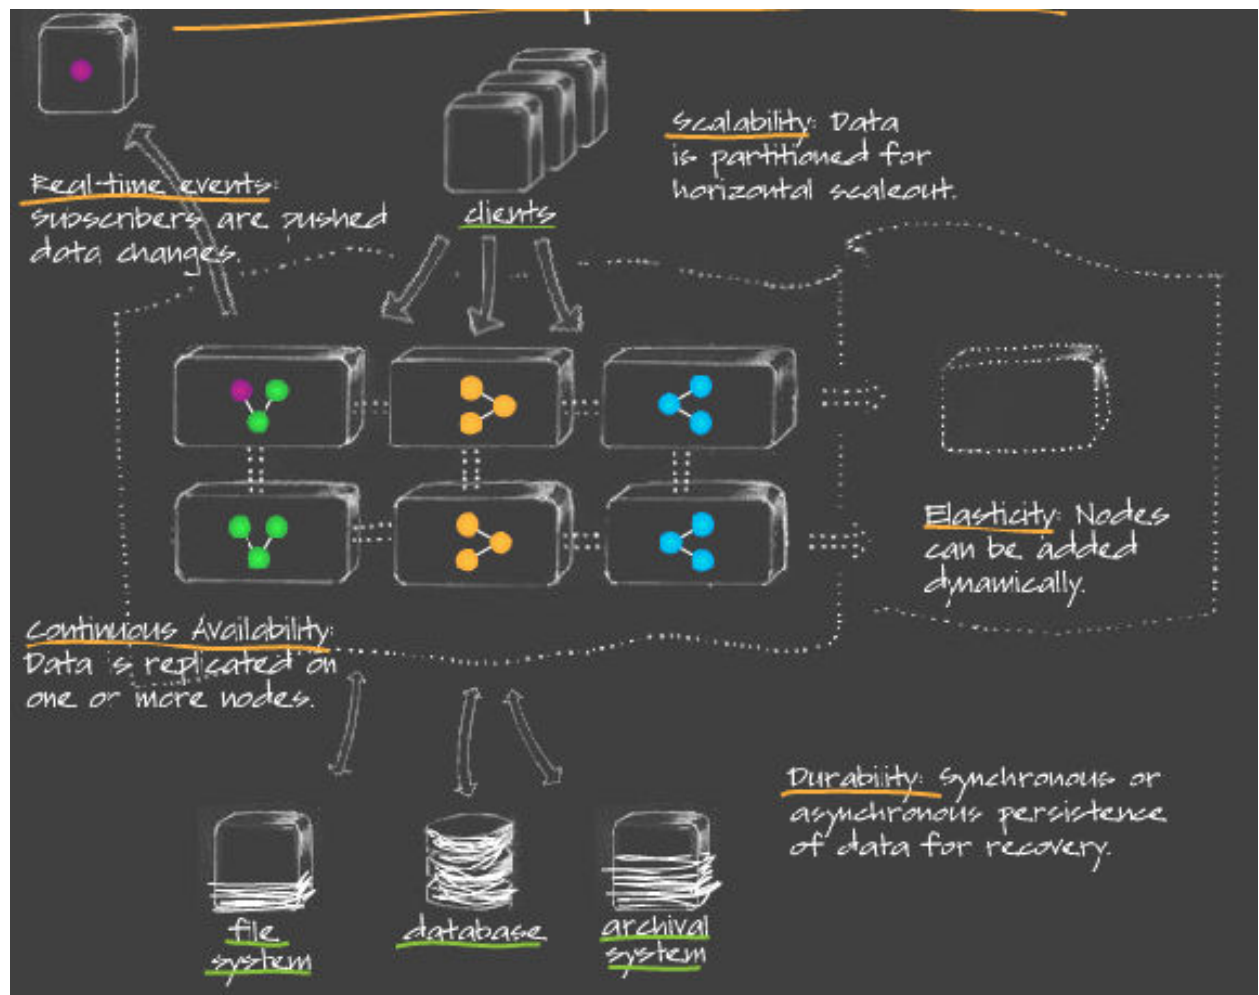 Scalability: Data
is partitioned for
horizontal scaleout.
Real-time events:
subscribers are pushed
data changes.
clients
Elasticity: Nodes
can be added
dynamically.
Continuous Availability:
Data is replicated on
one or more nodes.
Durability: Synchronous or
asynchronous persistence
of data for recovery.
file
system
database
archival
system